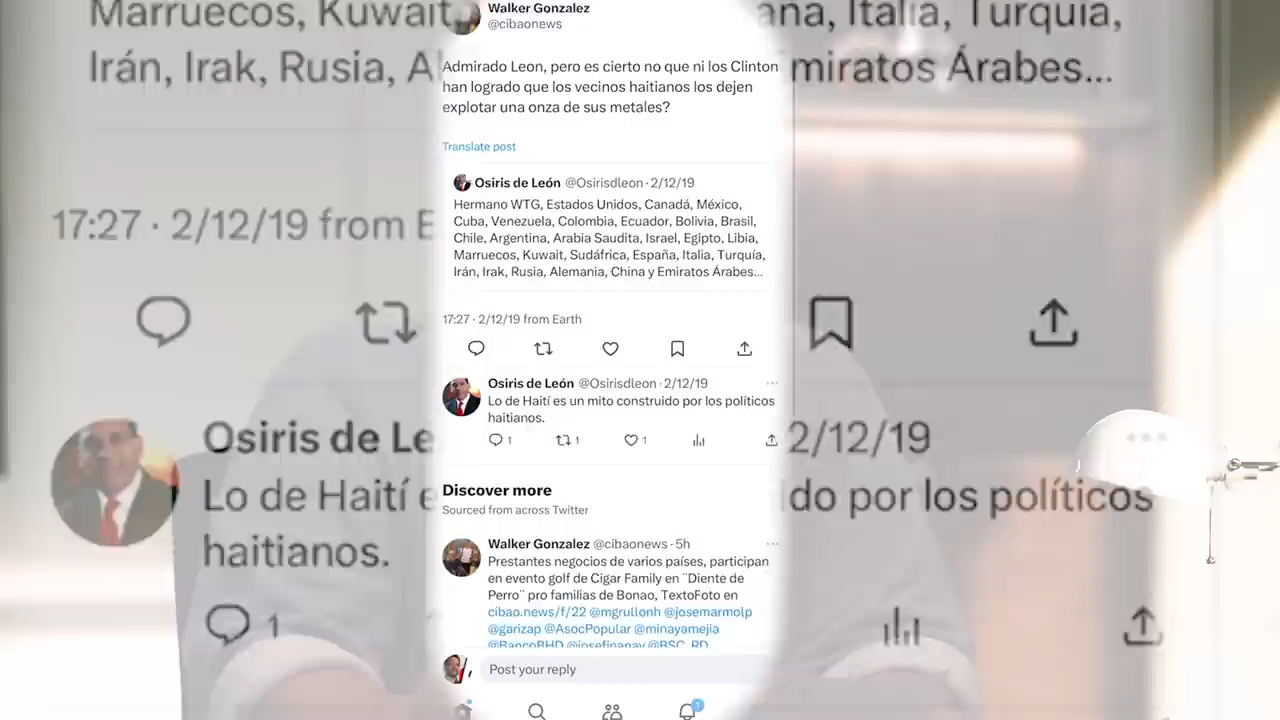 Marruecos, Kuwait,
aña, Italia, Turquía,
Irán, Irak, Rusia, A
miratos Árabes...
17:27 · 2/12/19 from E
Osiris de Le
2/12/19
Lo de Haití e
ido por los políticos
haitianos.
1
Walker Gonzalez
@cibaonews
Admirado Leon, pero es cierto no que ni los Clinton
han logrado que los vecinos haitianos los dejen
explotar una onza de sus metales?
Translate post
Osiris de León @Osirisdleon · 2/12/19
Hermano WTG, Estados Unidos, Canadá, México,
Cuba, Venezuela, Colombia, Ecuador, Bolivia, Brasil,
Chile, Argentina, Arabia Saudita, Israel, Egipto, Libia,
Marruecos, Kuwait, Sudáfrica, España, Italia, Turquía,
Irán, Irak, Rusia, Alemania, China y Emiratos Árabes...
17:27 · 2/12/19 from Earth
Osiris de León @Osirisdleon · 2/12/19
Lo de Haití es un mito construido por los políticos
haitianos.
1 1 1
Discover more
Sourced from across Twitter
Walker Gonzalez @cibaonews · 5h
Prestantes negocios de varios países, participan
en evento golf de Cigar Family en ¨Diente de
Perro¨ pro familias de Bonao, TextoFoto en
cibao.news/f/22 @mgrullonh @josemarmolp
@garizap @AsocPopular @minayamejia
@BancoBHD @josefinanav @BSC_RD
Post your reply
1